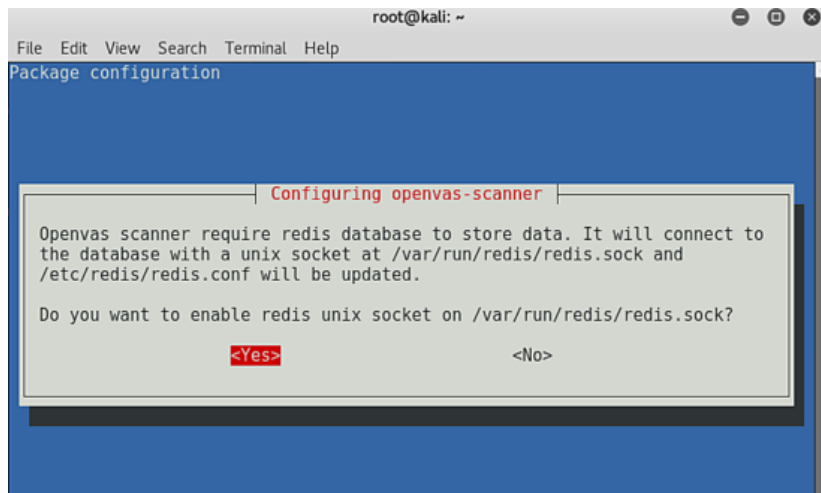 root@kali: ~
File Edit View Search Terminal Help
Package configuration
Configuring openvas-scanner
Openvas scanner require redis database to store data. It will connect to
the database with a unix socket at /var/run/redis/redis.sock and
/etc/redis/redis.conf will be updated.
Do you want to enable redis unix socket on /var/run/redis/redis.sock?
<Yes> <No>